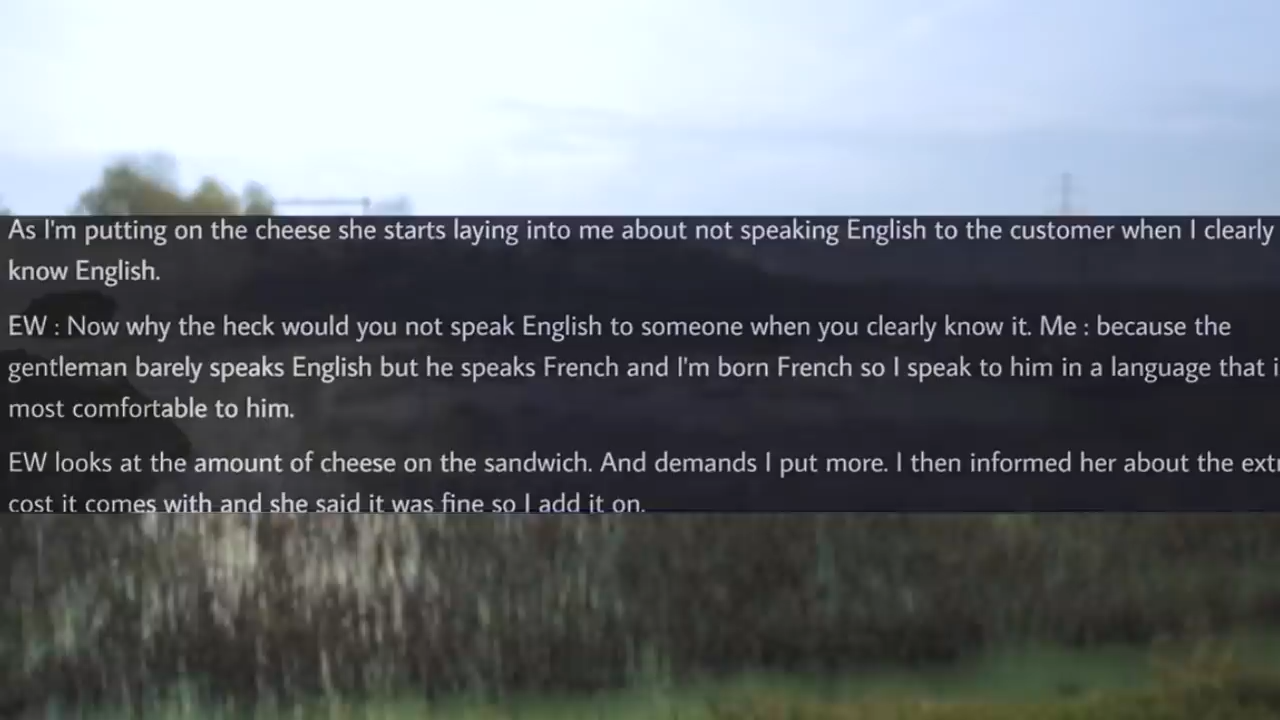 As I'm putting on the cheese she starts laying into me about not speaking English to the customer when I clearly
know English.
EW : Now why the heck would you not speak English to someone when you clearly know it. Me : because the
gentleman barely speaks English but he speaks French and I'm born French so I speak to him in a language that i
most comfortable to him.
EW looks at the amount of cheese on the sandwich. And demands I put more. I then informed her about the extr
cost it comes with and she said it was fine so I add it on.